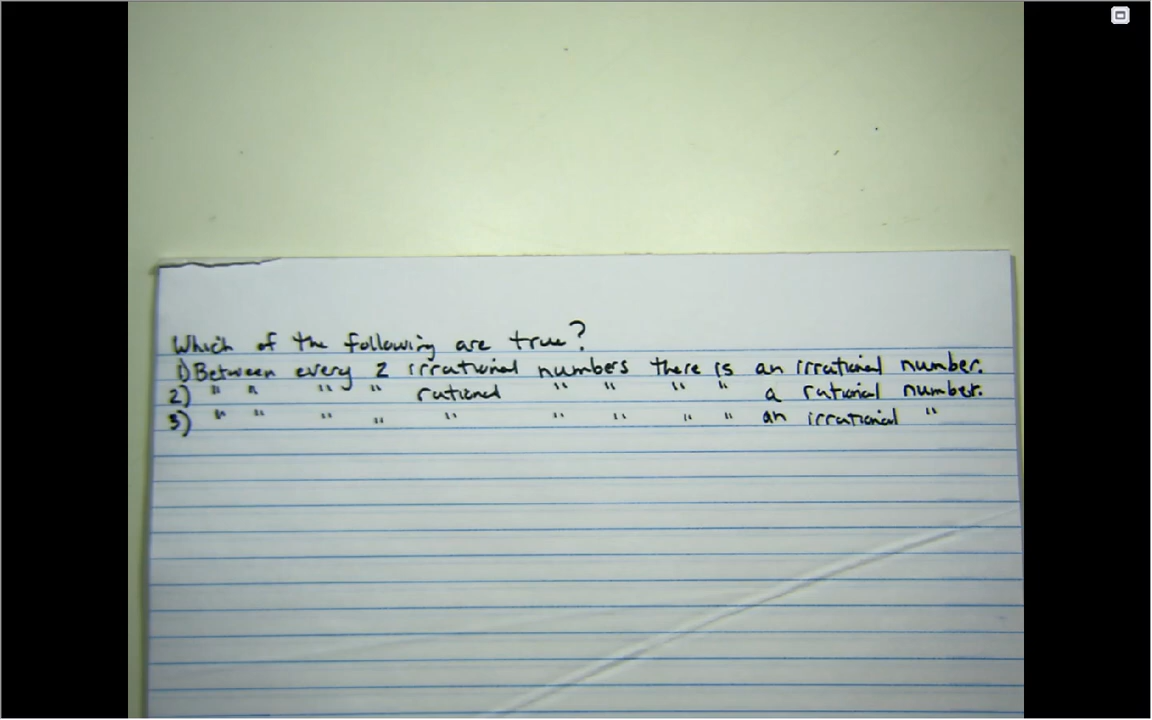 Which of the following are true?
1) Between every 2 irrational numbers there is an irrational number.
2) " " " " rational " " " " a rational number.
3) " " " " " " " " " an irrational "